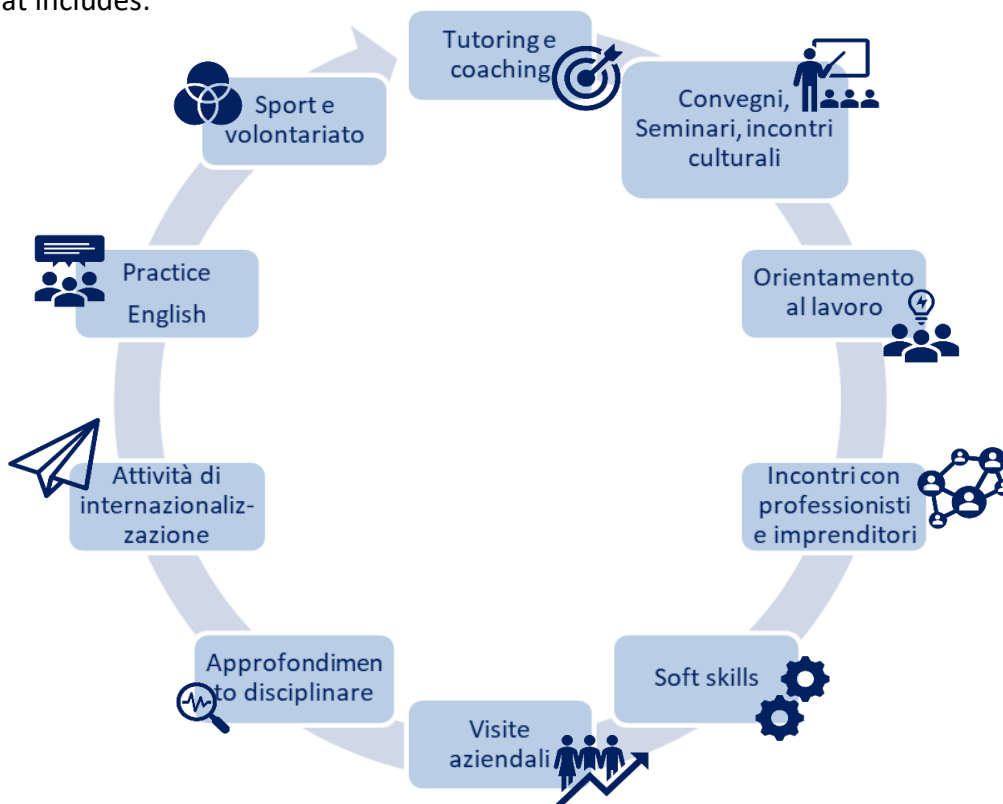 at includes:
Tutoring e
coaching
Convegni,
Seminari, incontri
culturali
Orientamento
al lavoro
Incontri con
professionisti
e imprenditori
Soft skills
Visite
aziendali
Approfondimen
to disciplinare
Attività di
internazionaliz-
zazione
Practice
English
Sport e
volontariato